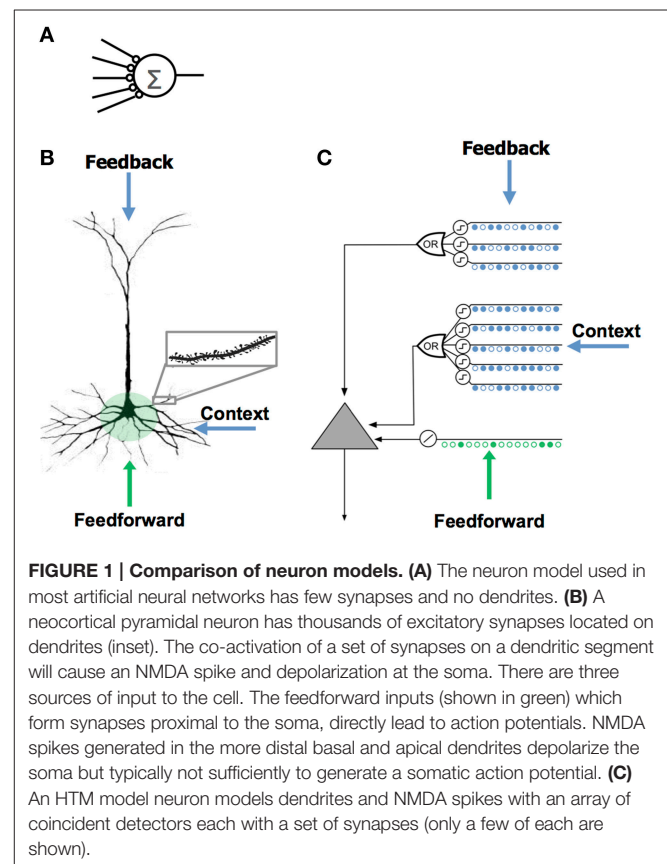 A
Σ
B
Feedback
Context
Feedforward
C
Feedback
OR
OR
Context
Feedforward
FIGURE 1 | Comparison of neuron models. (A) The neuron model used in
most artificial neural networks has few synapses and no dendrites. (B) A
neocortical pyramidal neuron has thousands of excitatory synapses located on
dendrites (inset). The co-activation of a set of synapses on a dendritic segment
will cause an NMDA spike and depolarization at the soma. There are three
sources of input to the cell. The feedforward inputs (shown in green) which
form synapses proximal to the soma, directly lead to action potentials. NMDA
spikes generated in the more distal basal and apical dendrites depolarize the
soma but typically not sufficiently to generate a somatic action potential. (C)
An HTM model neuron models dendrites and NMDA spikes with an array of
coincident detectors each with a set of synapses (only a few of each are
shown).